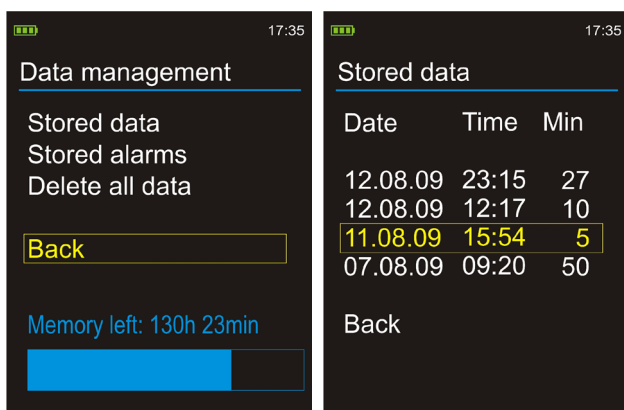 17:35
Data management
Stored data
Stored alarms
Delete all data
Back
Memory left: 130h 23min
17:35
Stored data
Date Time Min
12.08.09 23:15 27
12.08.09 12:17 10
11.08.09 15:54 5
07.08.09 09:20 50
Back